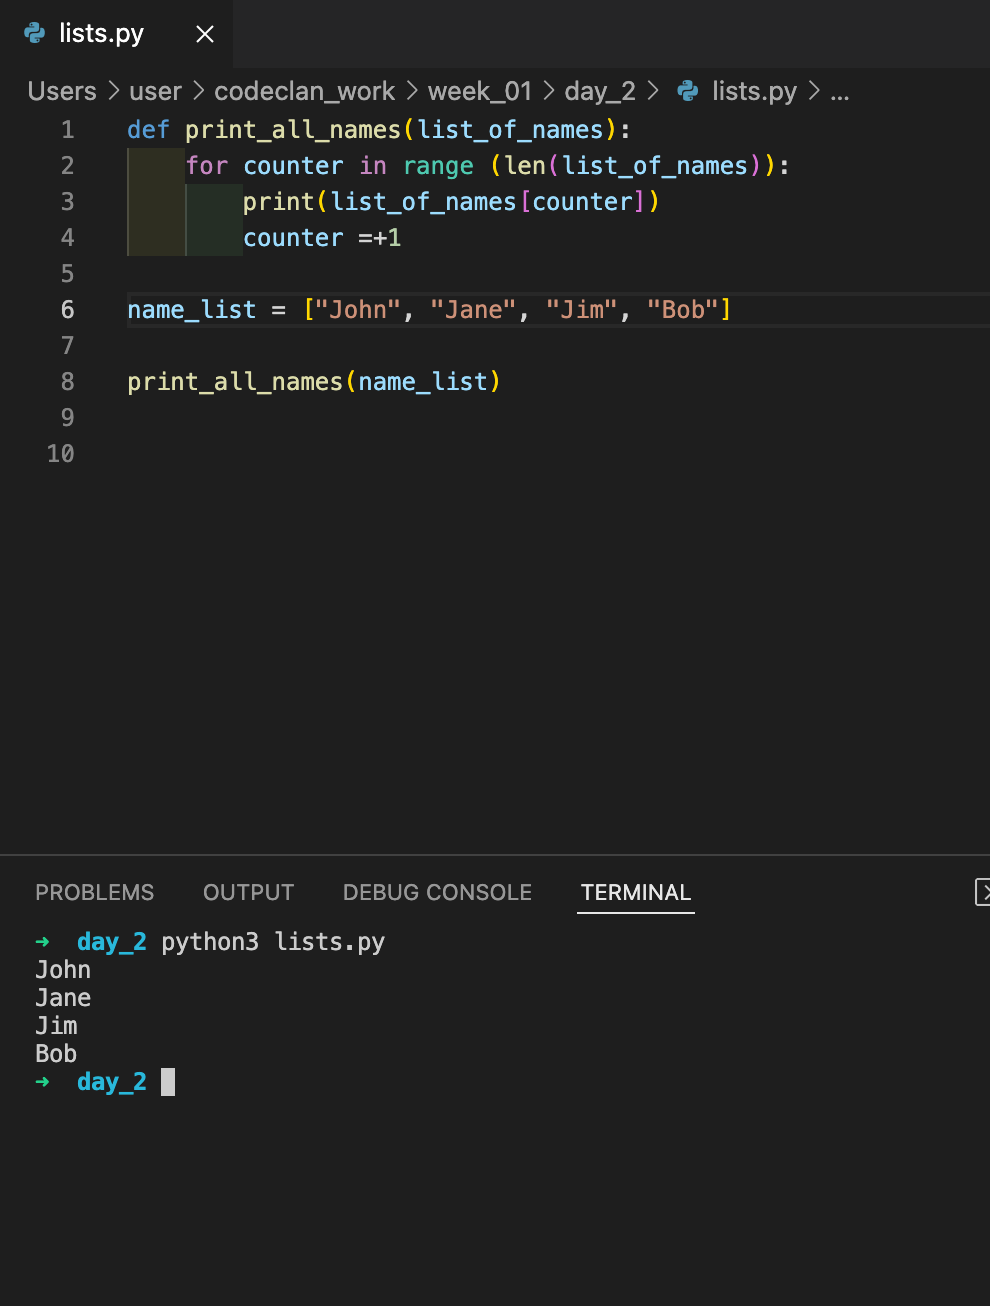 lists.py
Users > user > codeclan_work > week_01 > day_2 > lists.py > ...
1 def print_all_names(list_of_names):
2     for counter in range (len(list_of_names)):
3         print(list_of_names[counter])
4         counter =+1
5
6 name_list = ["John", "Jane", "Jim", "Bob"]
7
8 print_all_names(name_list)
9
10
PROBLEMS OUTPUT DEBUG CONSOLE TERMINAL
➜ day_2 python3 lists.py
John
Jane
Jim
Bob
➜ day_2